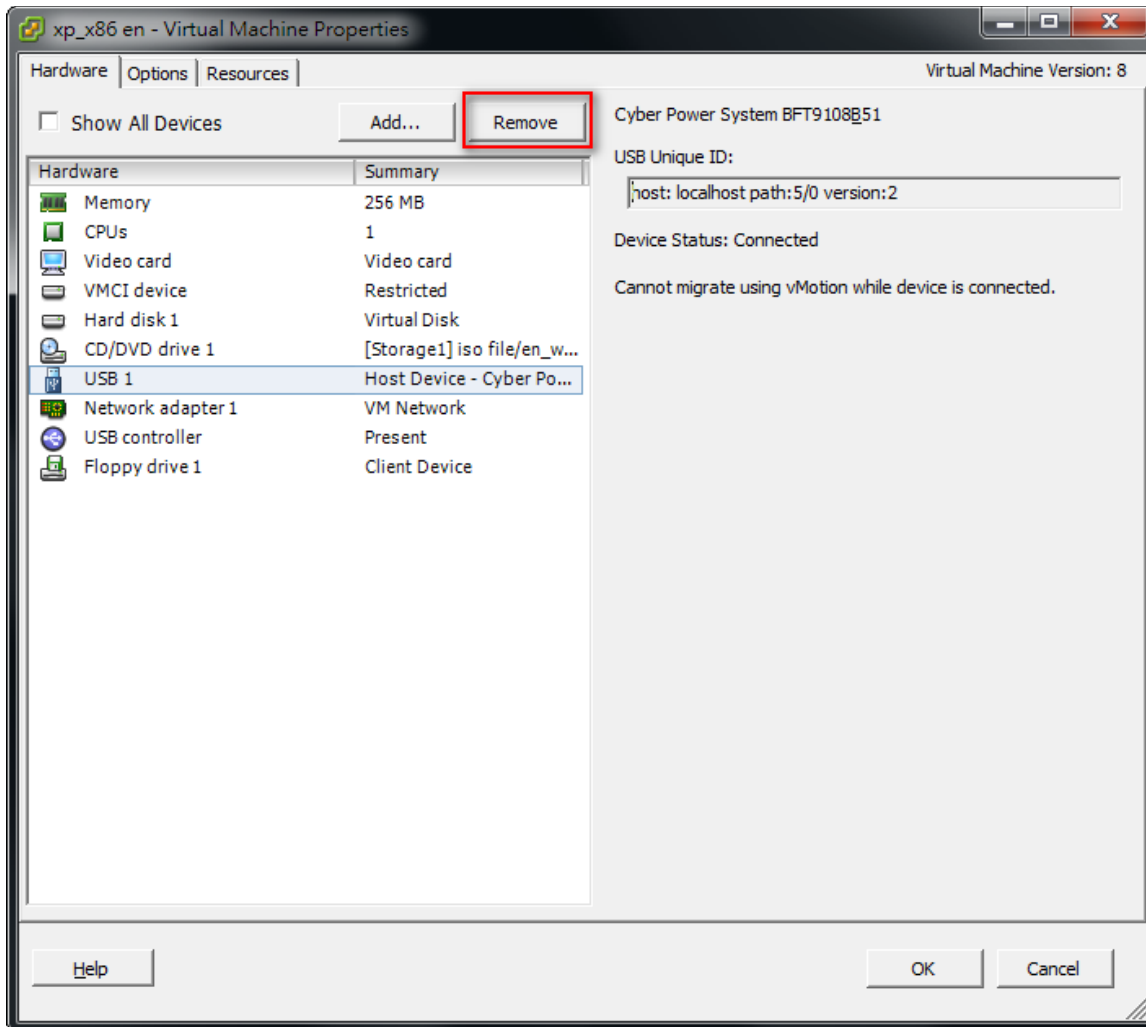 xp_x86 en - Virtual Machine Properties
Hardware Options Resources Virtual Machine Version: 8
Show All Devices Add... Remove
Hardware Summary
Memory 256 MB
CPUs 1
Video card Video card
VMCI device Restricted
Hard disk 1 Virtual Disk
CD/DVD drive 1 [Storage1] iso file/en_w...
USB 1 Host Device - Cyber Po...
Network adapter 1 VM Network
USB controller Present
Floppy drive 1 Client Device
Cyber Power System BFT9108B51
USB Unique ID:
host: localhost path:5/0 version:2
Device Status: Connected
Cannot migrate using vMotion while device is connected.
Help OK Cancel